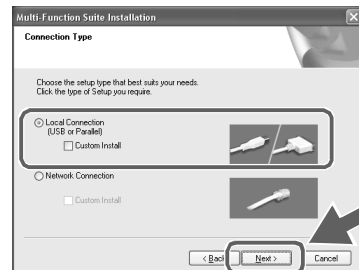 Multi-Function Suite Installation
Connection Type
Choose the setup type that best suits your needs.
Click the type of Setup you require.
Local Connection
(USB or Parallel)
Custom Install
Network Connection
Custom Install
< Back
Next >
Cancel